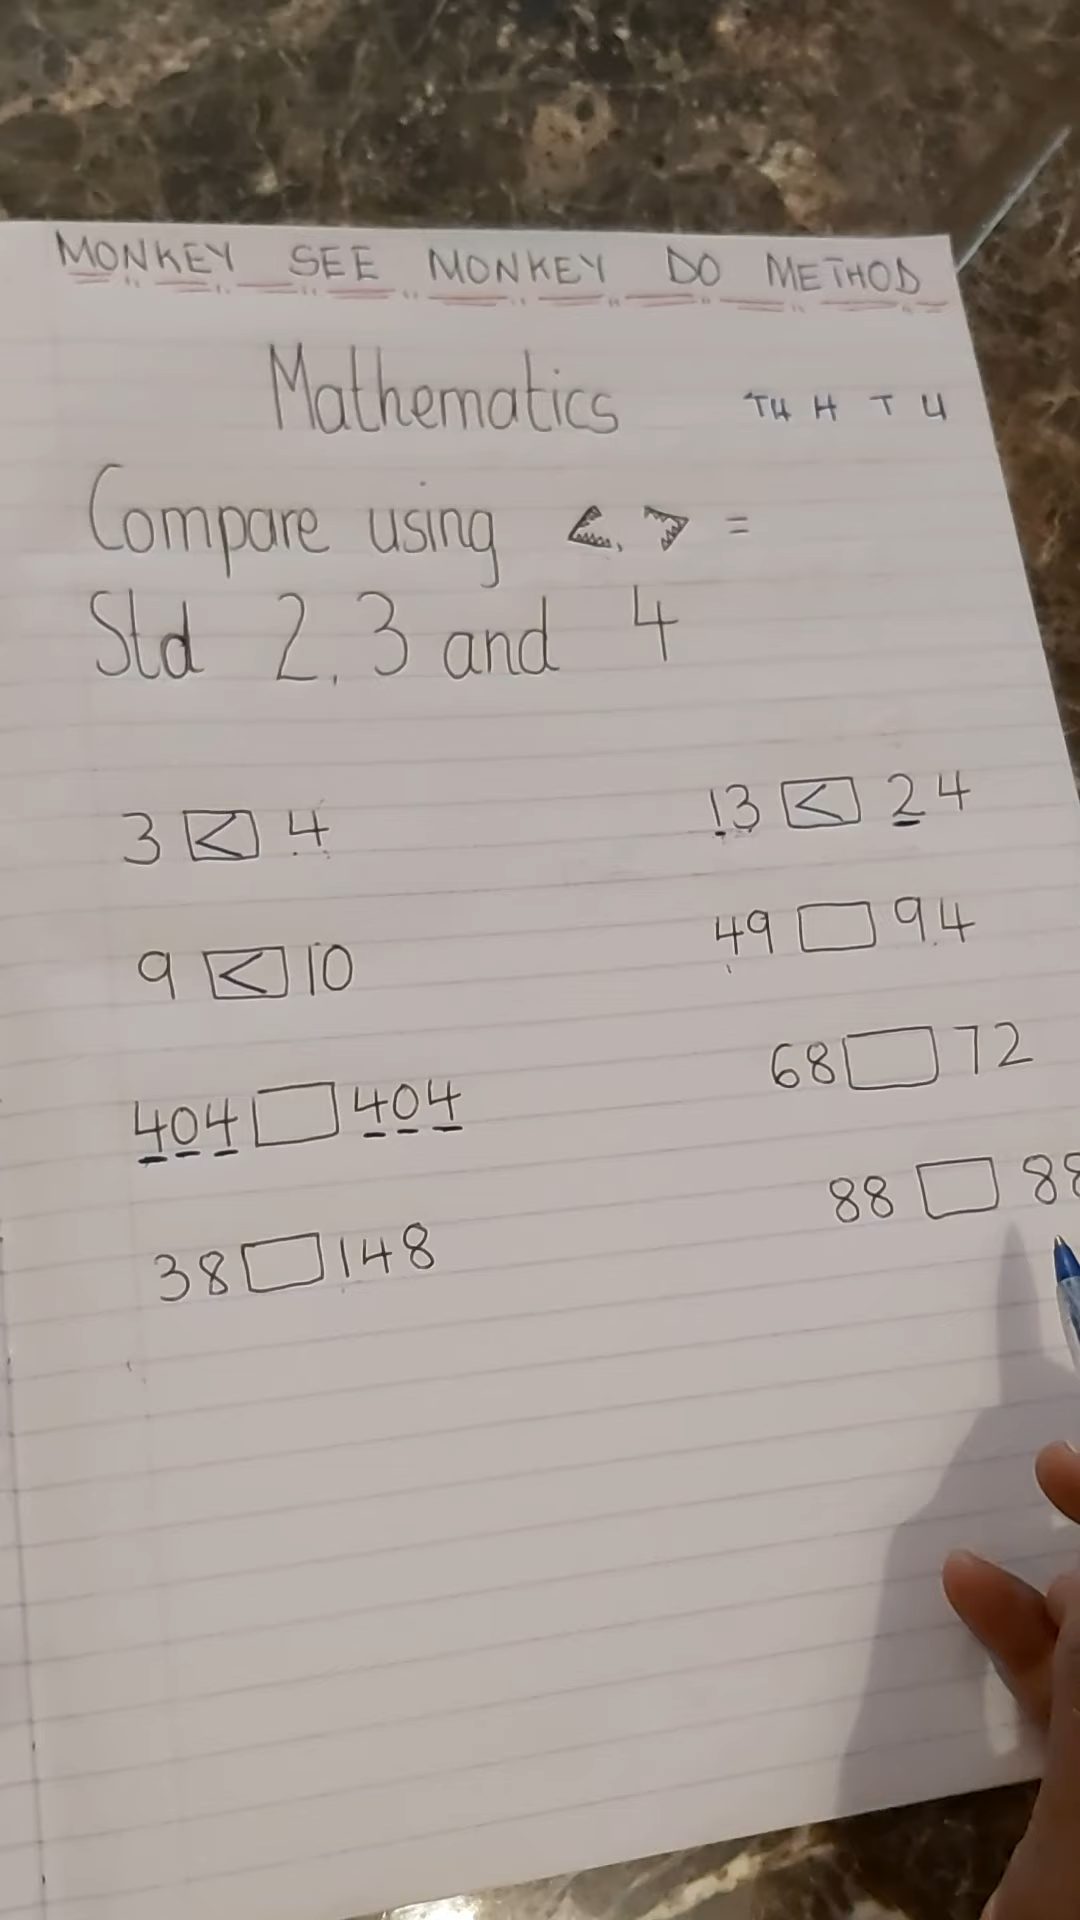 MONKEY SEE MONKEY DO METHOD
Mathematics TH H T U
Compare using <, > =
Std 2, 3 and 4
3 < 4
13 < 24
9 < 10
49 □ 94
404 □ 404
68 □ 72
38 □ 148
88 □ 88